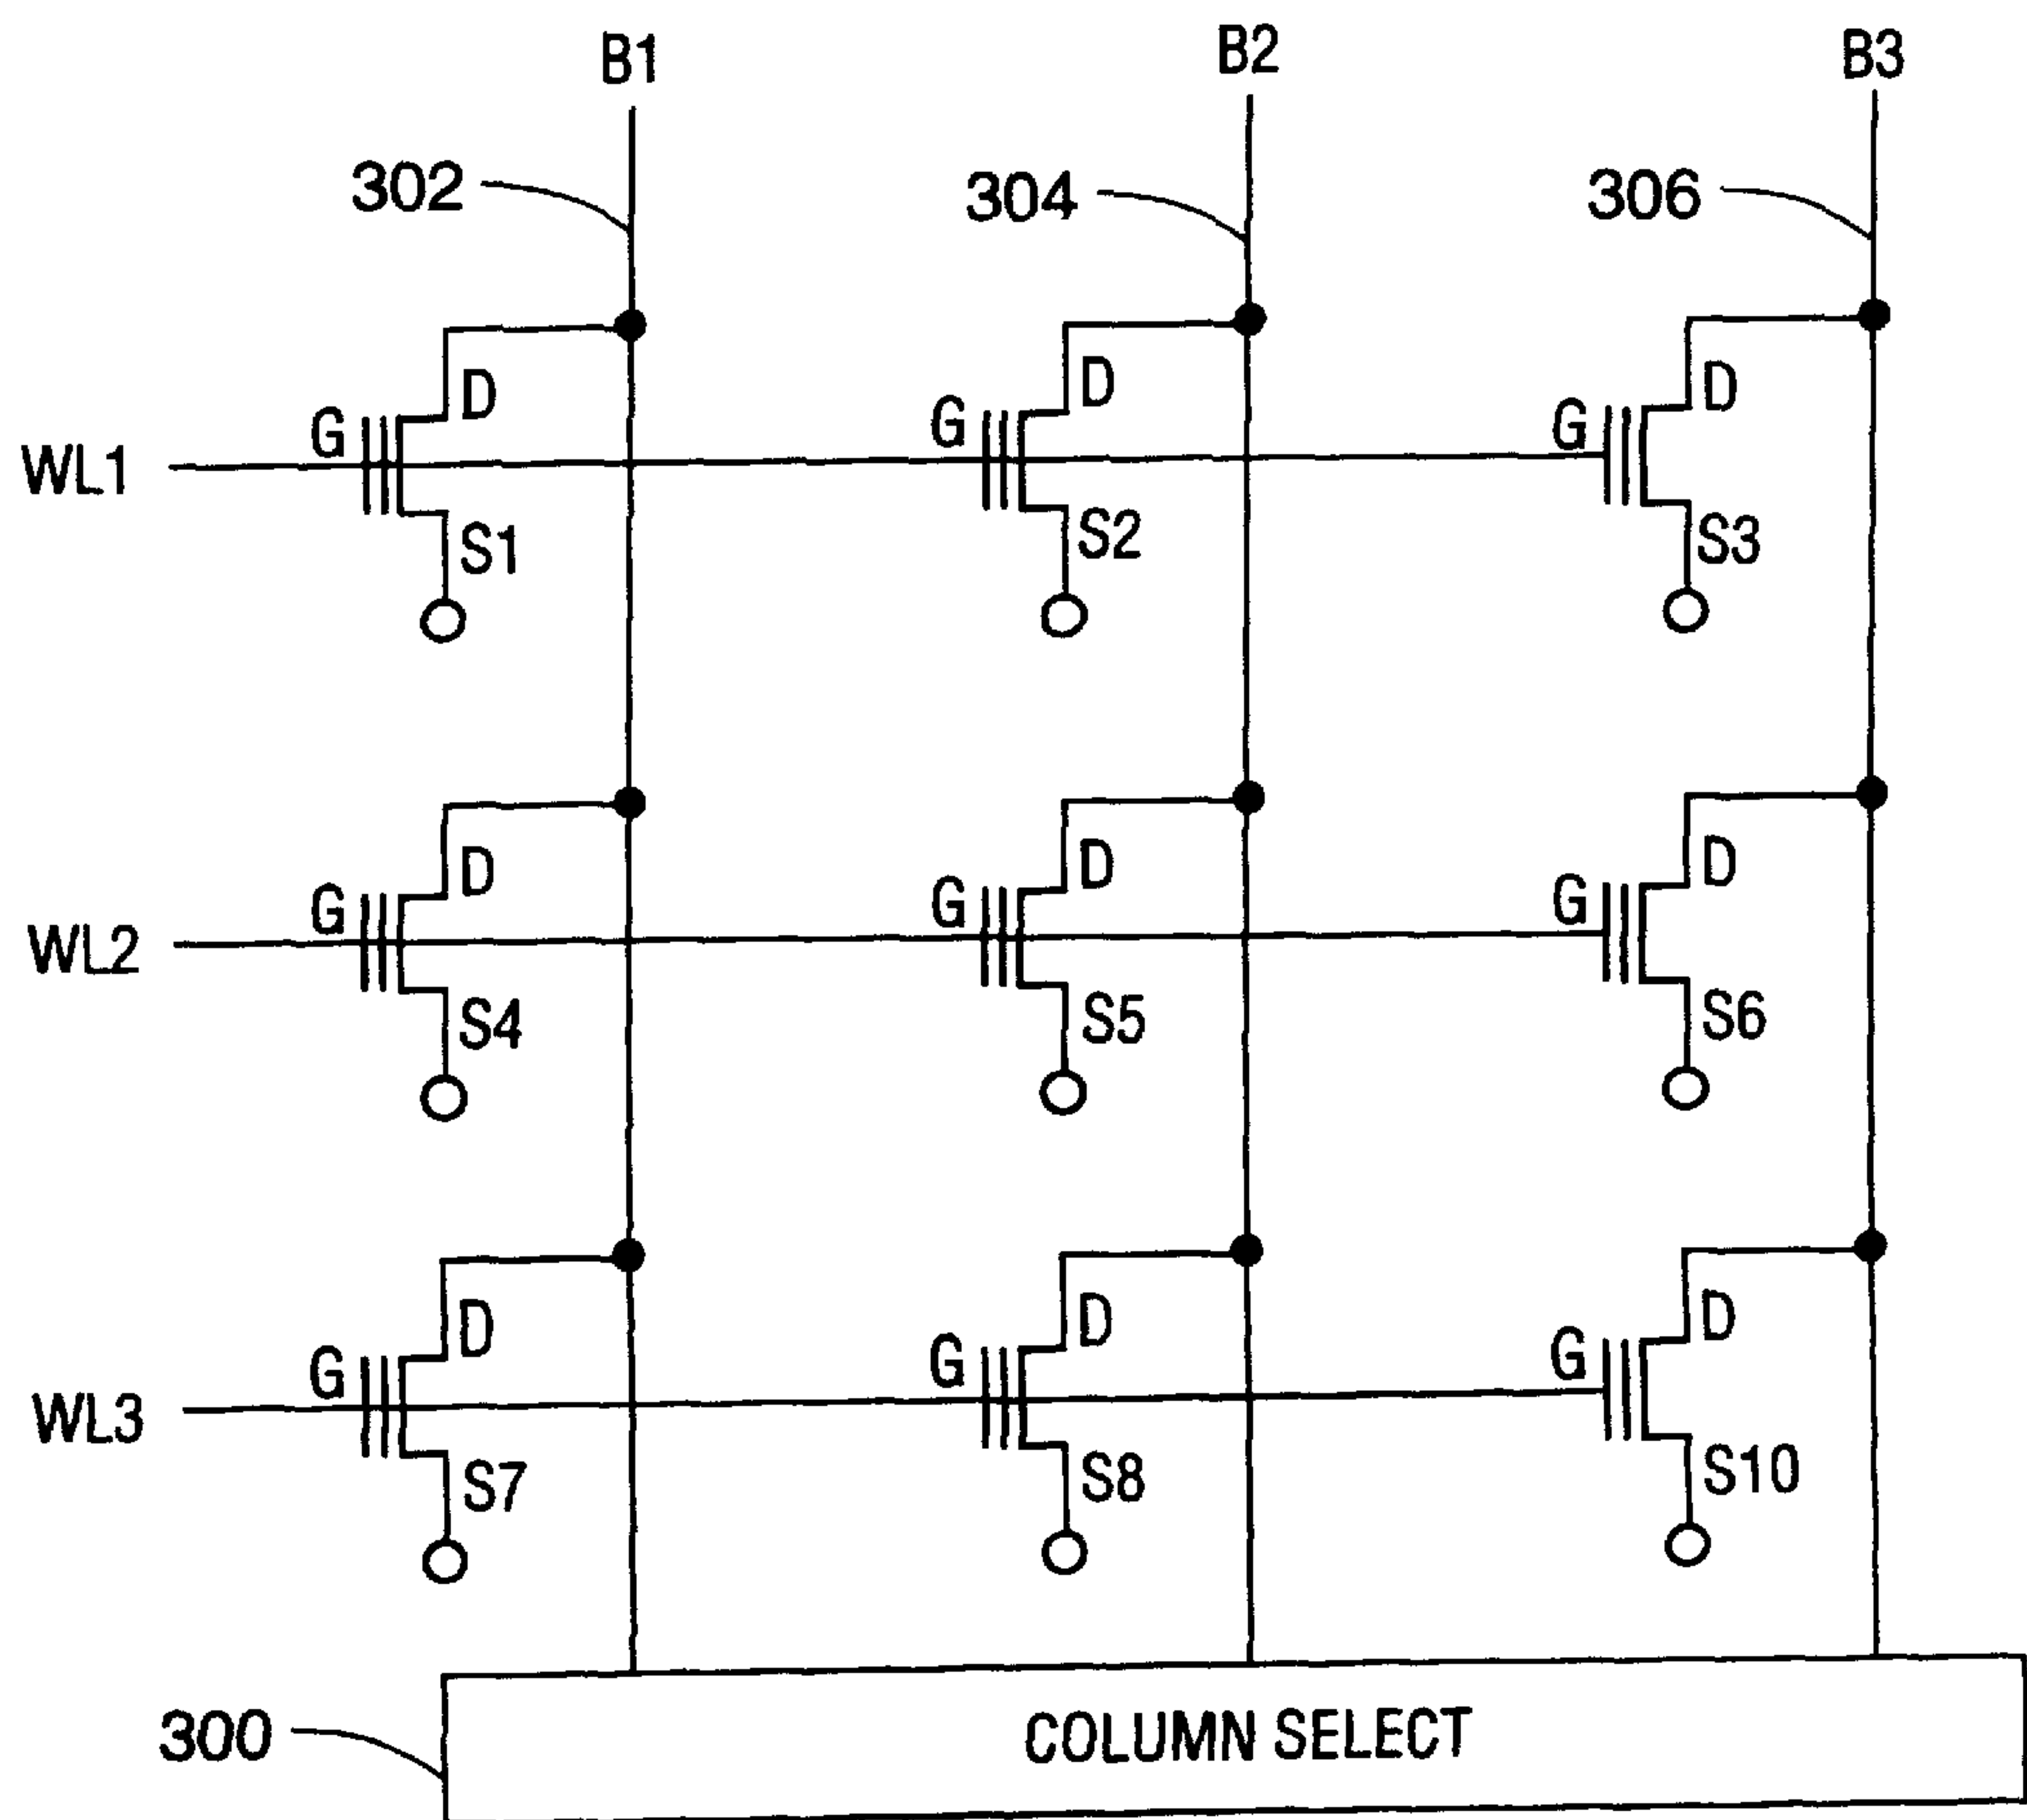 B1 B2 B3
302 304 306
D D D
G G G
WL1
S1 S2 S3
D D D
G G G
WL2
S4 S5 S6
D D D
G G G
WL3
S7 S8 S10
300 COLUMN SELECT